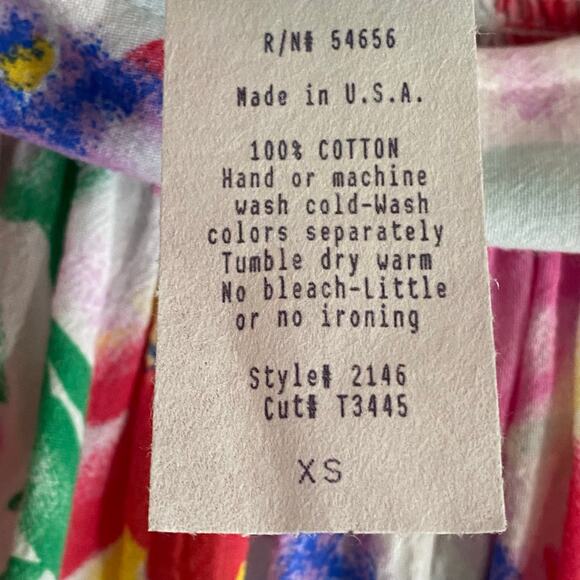 R/N# 54656
Made in U.S.A.
100% COTTON
Hand or machine
wash cold-Wash
colors separately
Tumble dry warm
No bleach-Little
or no ironing
Style# 2146
Cut# T3445
XS